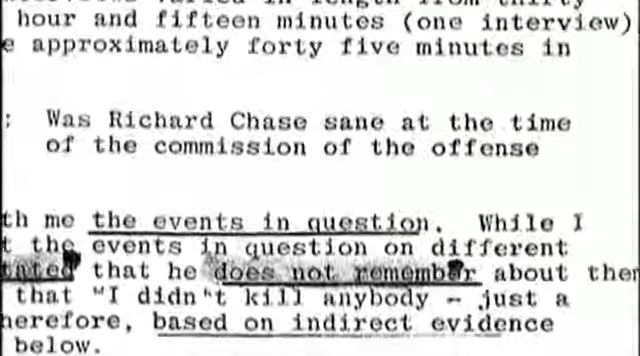 hour and fifteen minutes (one interview)
e approximately forty five minutes in
: Was Richard Chase sane at the time
of the commission of the offense
th me the events in question. While I
t the events in question on different
tated that he does not remember about them
that "I didn't kill anybody - just a
herefore, based on indirect evidence
below.